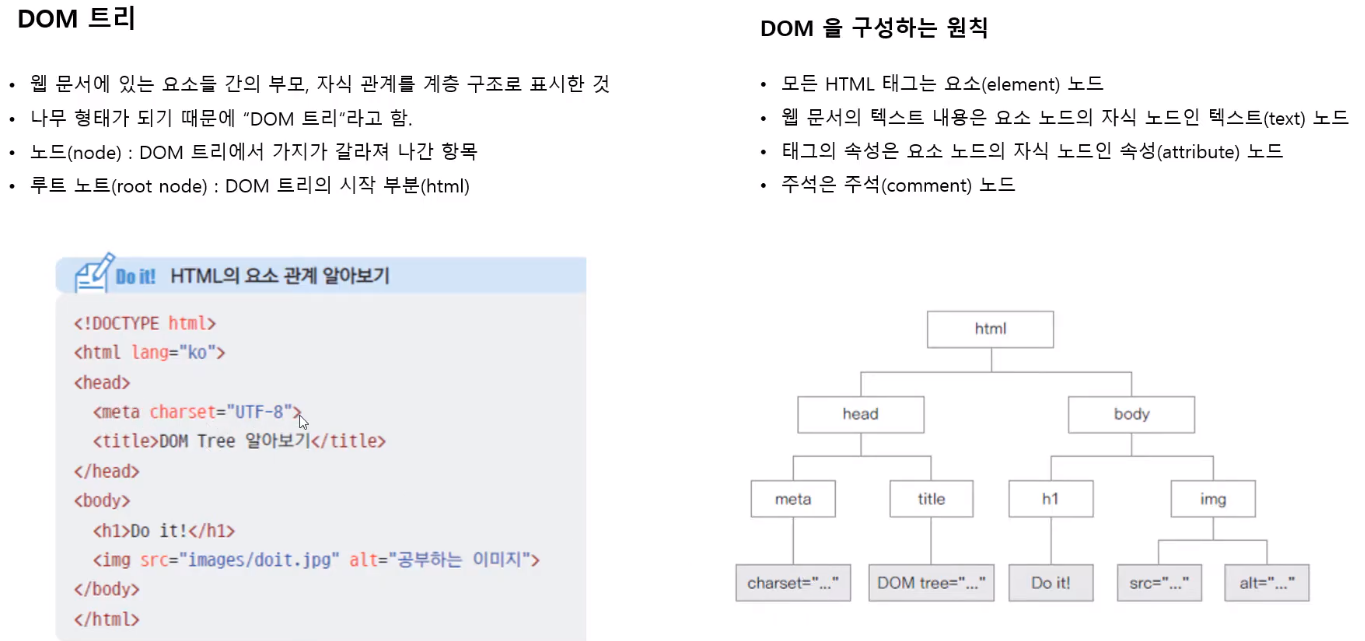 DOM 트리
• 웹 문서에 있는 요소들 간의 부모, 자식 관계를 계층 구조로 표시한 것
• 나무 형태가 되기 때문에 “DOM 트리“라고 함.
• 노드(node) : DOM 트리에서 가지가 갈라져 나간 항목
• 루트 노트(root node) : DOM 트리의 시작 부분(html)
Do it! HTML의 요소 관계 알아보기
<!DOCTYPE html>
<html lang="ko">
<head>
<meta charset="UTF-8">
<title>DOM Tree 알아보기</title>
</head>
<body>
<h1>Do it!</h1>
<img src="images/doit.jpg" alt="공부하는 이미지">
</body>
</html>
DOM 을 구성하는 원칙
• 모든 HTML 태그는 요소(element) 노드
• 웹 문서의 텍스트 내용은 요소 노드의 자식 노드인 텍스트(text) 노드
• 태그의 속성은 요소 노드의 자식 노드인 속성(attribute) 노드
• 주석은 주석(comment) 노드
html
head body
meta title h1 img
charset="..." DOM tree="..." Do it! src="..." alt="..."